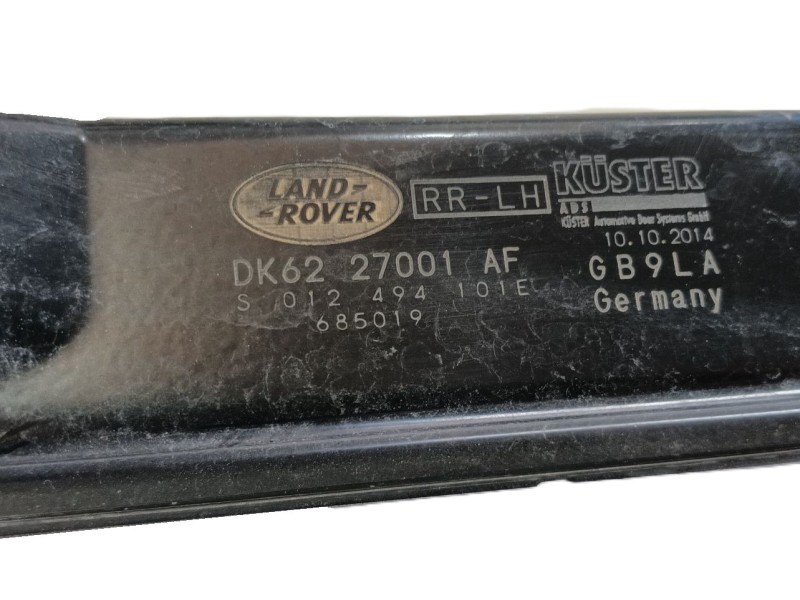 LAND-
-ROVER
RR-LH
KÜSTER
ADS
KÜSTER Automotive Door Systems GmbH
10.10.2014
DK62 27001 AF
GB9LA
S 012 494 101E
Germany
685019